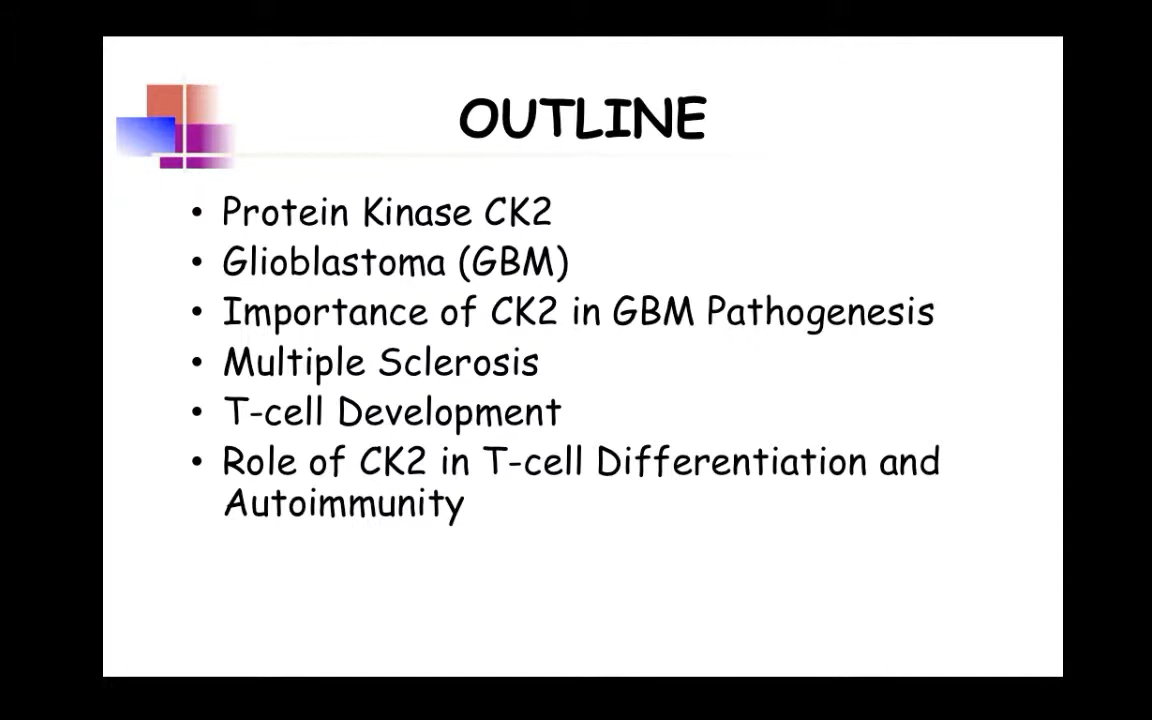 OUTLINE
• Protein Kinase CK2
• Glioblastoma (GBM)
• Importance of CK2 in GBM Pathogenesis
• Multiple Sclerosis
• T-cell Development
• Role of CK2 in T-cell Differentiation and
Autoimmunity